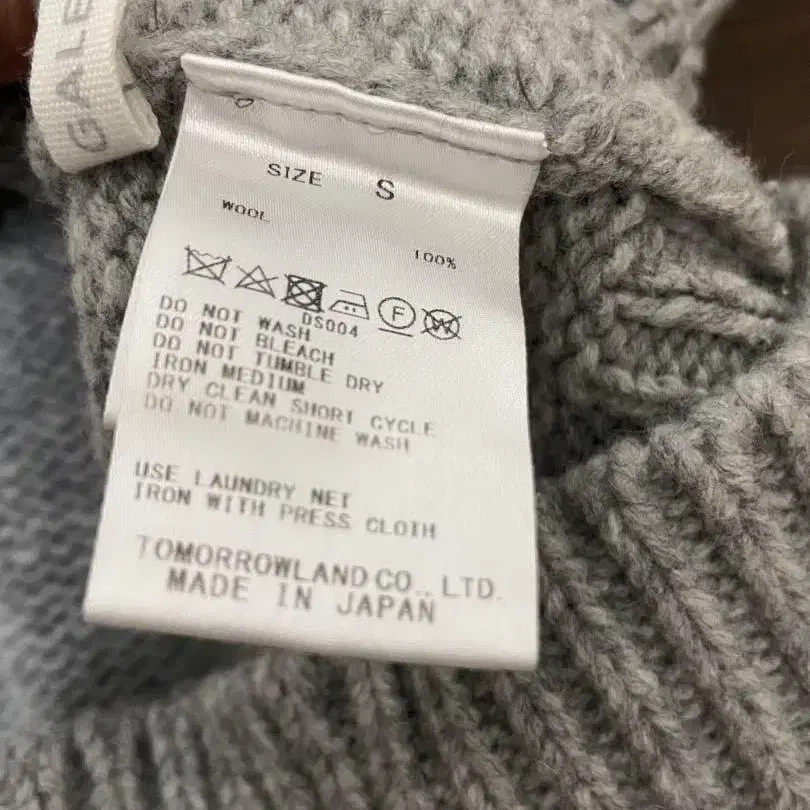 GALE
SIZE S
WOOL
100%
F W
DS004
DO NOT WASH
DO NOT BLEACH
DO NOT TUMBLE DRY
IRON MEDIUM
DRY CLEAN SHORT CYCLE
DO NOT MACHINE WASH
USE LAUNDRY NET
IRON WITH PRESS CLOTH
TOMORROWLAND CO., LTD.
MADE IN JAPAN